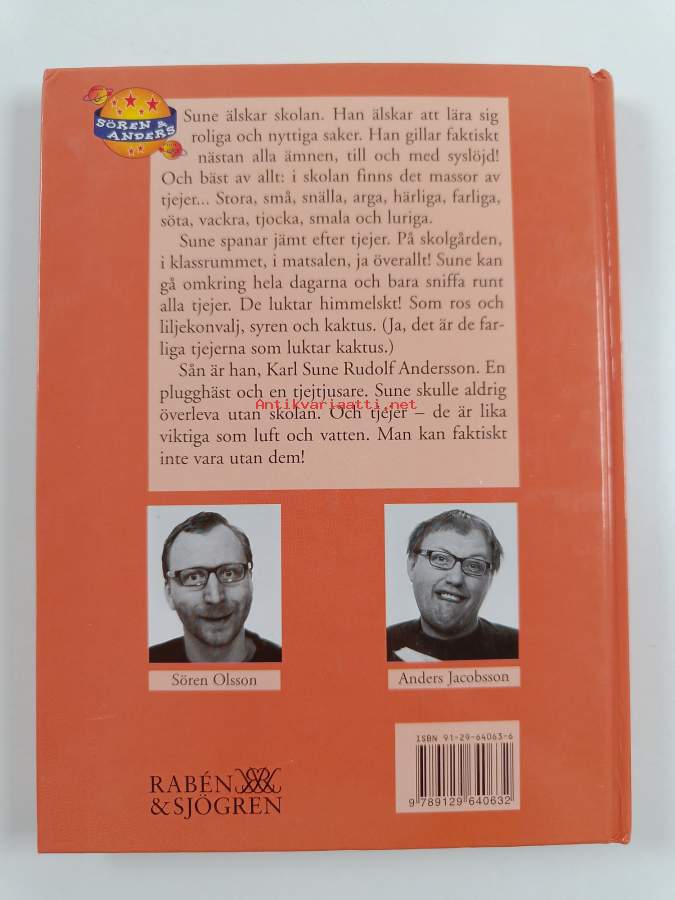 SÖREN &
ANDERS
Sune älskar skolan. Han älskar att lära sig
roliga och nyttiga saker. Han gillar faktiskt
nästan alla ämnen, till och med syslöjd!
Och bäst av allt: i skolan finns det massor av
tjejer... Stora, små, snälla, arga, härliga, farliga,
söta, vackra, tjocka, smala och luriga.
Sune spanar jämt efter tjejer. På skolgården,
i klassrummet, i matsalen, ja överallt! Sune kan
gå omkring hela dagarna och bara sniffa runt
alla tjejer. De luktar himmelskt! Som ros och
liljekonvalj, syren och kaktus. (Ja, det är de far-
liga tjejerna som luktar kaktus.)
Sån är han, Karl Sune Rudolf Andersson. En
plugghäst och en tjejtjusare. Sune skulle aldrig
Antikvariaatti.net
överleva utan skolan. Och tjejer – de är lika
viktiga som luft och vatten. Man kan faktiskt
inte vara utan dem!
Sören Olsson
Anders Jacobsson
ISBN 91-29-64063-6
9 789129 640632
RABÉN
& SJÖGREN